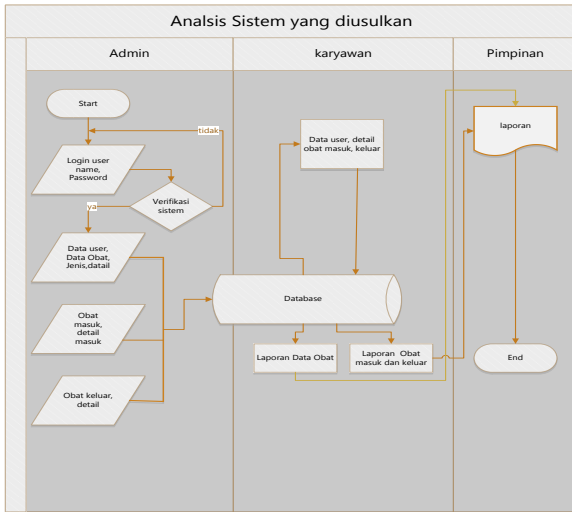 Analsis Sistem yang diusulkan
Admin
karyawan
Pimpinan
Start
tidak
Login user
name,
Password
Verifikasi
sistem
ya
Data user,
Data Obat,
Jenis,datail
Obat
masuk,
detail
masuk
Obat keluar,
detail
Data user, detail
obat masuk, keluar
Database
Laporan Data Obat
Laporan Obat
masuk dan keluar
laporan
End